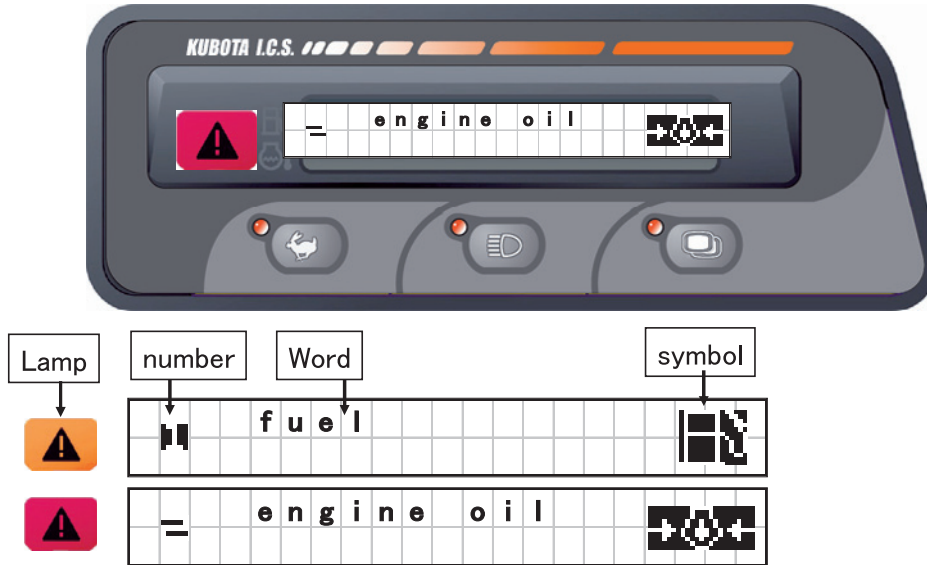 KUBOTA I.C.S.
engine oil
Lamp number Word symbol
fuel
engine oil